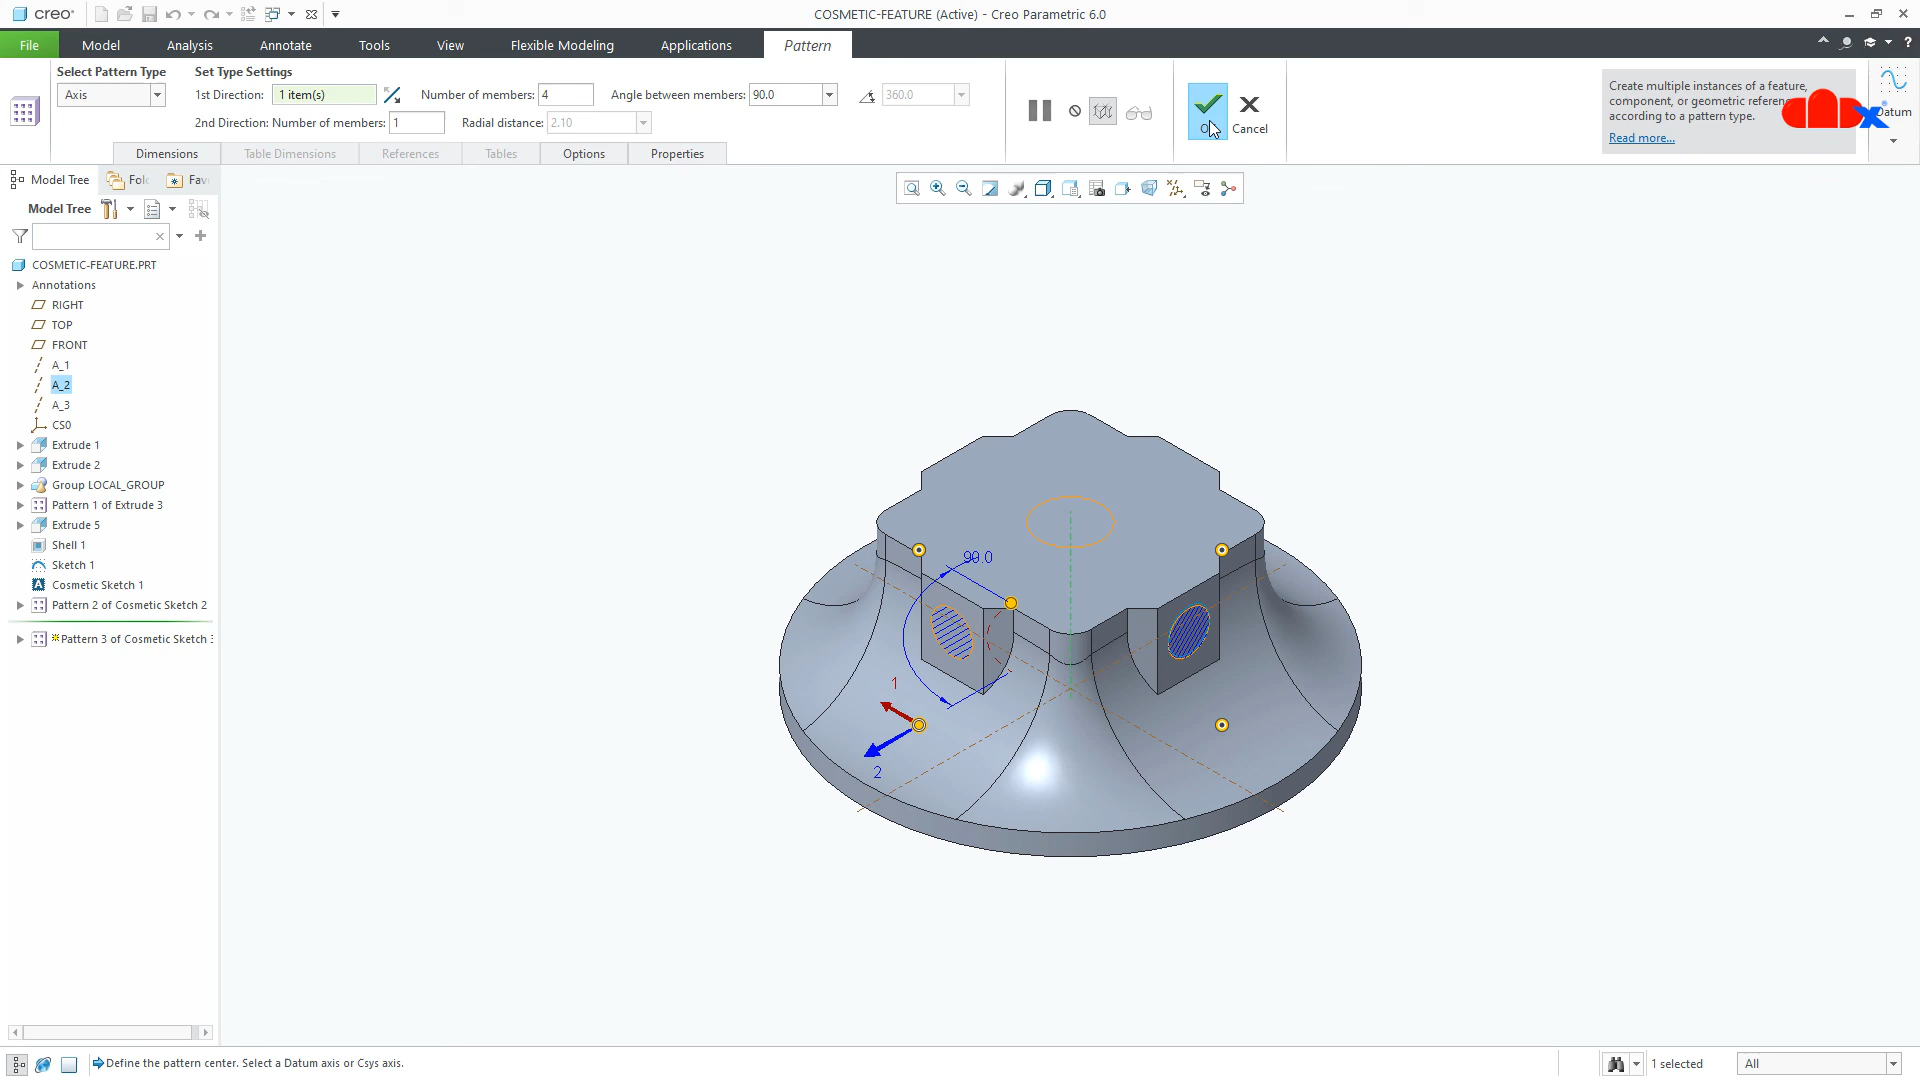 creo
COSMETIC-FEATURE (Active) - Creo Parametric 6.0
File Model Analysis Annotate Tools View Flexible Modeling Applications Pattern
Select Pattern Type Set Type Settings
Axis 1st Direction: 1 item(s) Number of members: 4 Angle between members: 90.0 360.0
2nd Direction: Number of members: 1 Radial distance: 2.10
Cancel
Dimensions Table Dimensions References Tables Options Properties
Create multiple instances of a feature,
component, or geometric
according to a pattern type.
Read more...
Datum
Model Tree Fol Fav
Model Tree
COSMETIC-FEATURE.PRT
Annotations
RIGHT
TOP
FRONT
A_1
A_2
A_3
CS0
Extrude 1
Extrude 2
Group LOCAL_GROUP
Pattern 1 of Extrude 3
Extrude 5
Shell 1
Sketch 1
Cosmetic Sketch 1
Pattern 2 of Cosmetic Sketch 2
*Pattern 3 of Cosmetic Sketch
90.0
1
2
Define the pattern center. Select a Datum axis or Csys axis.
1 selected
All